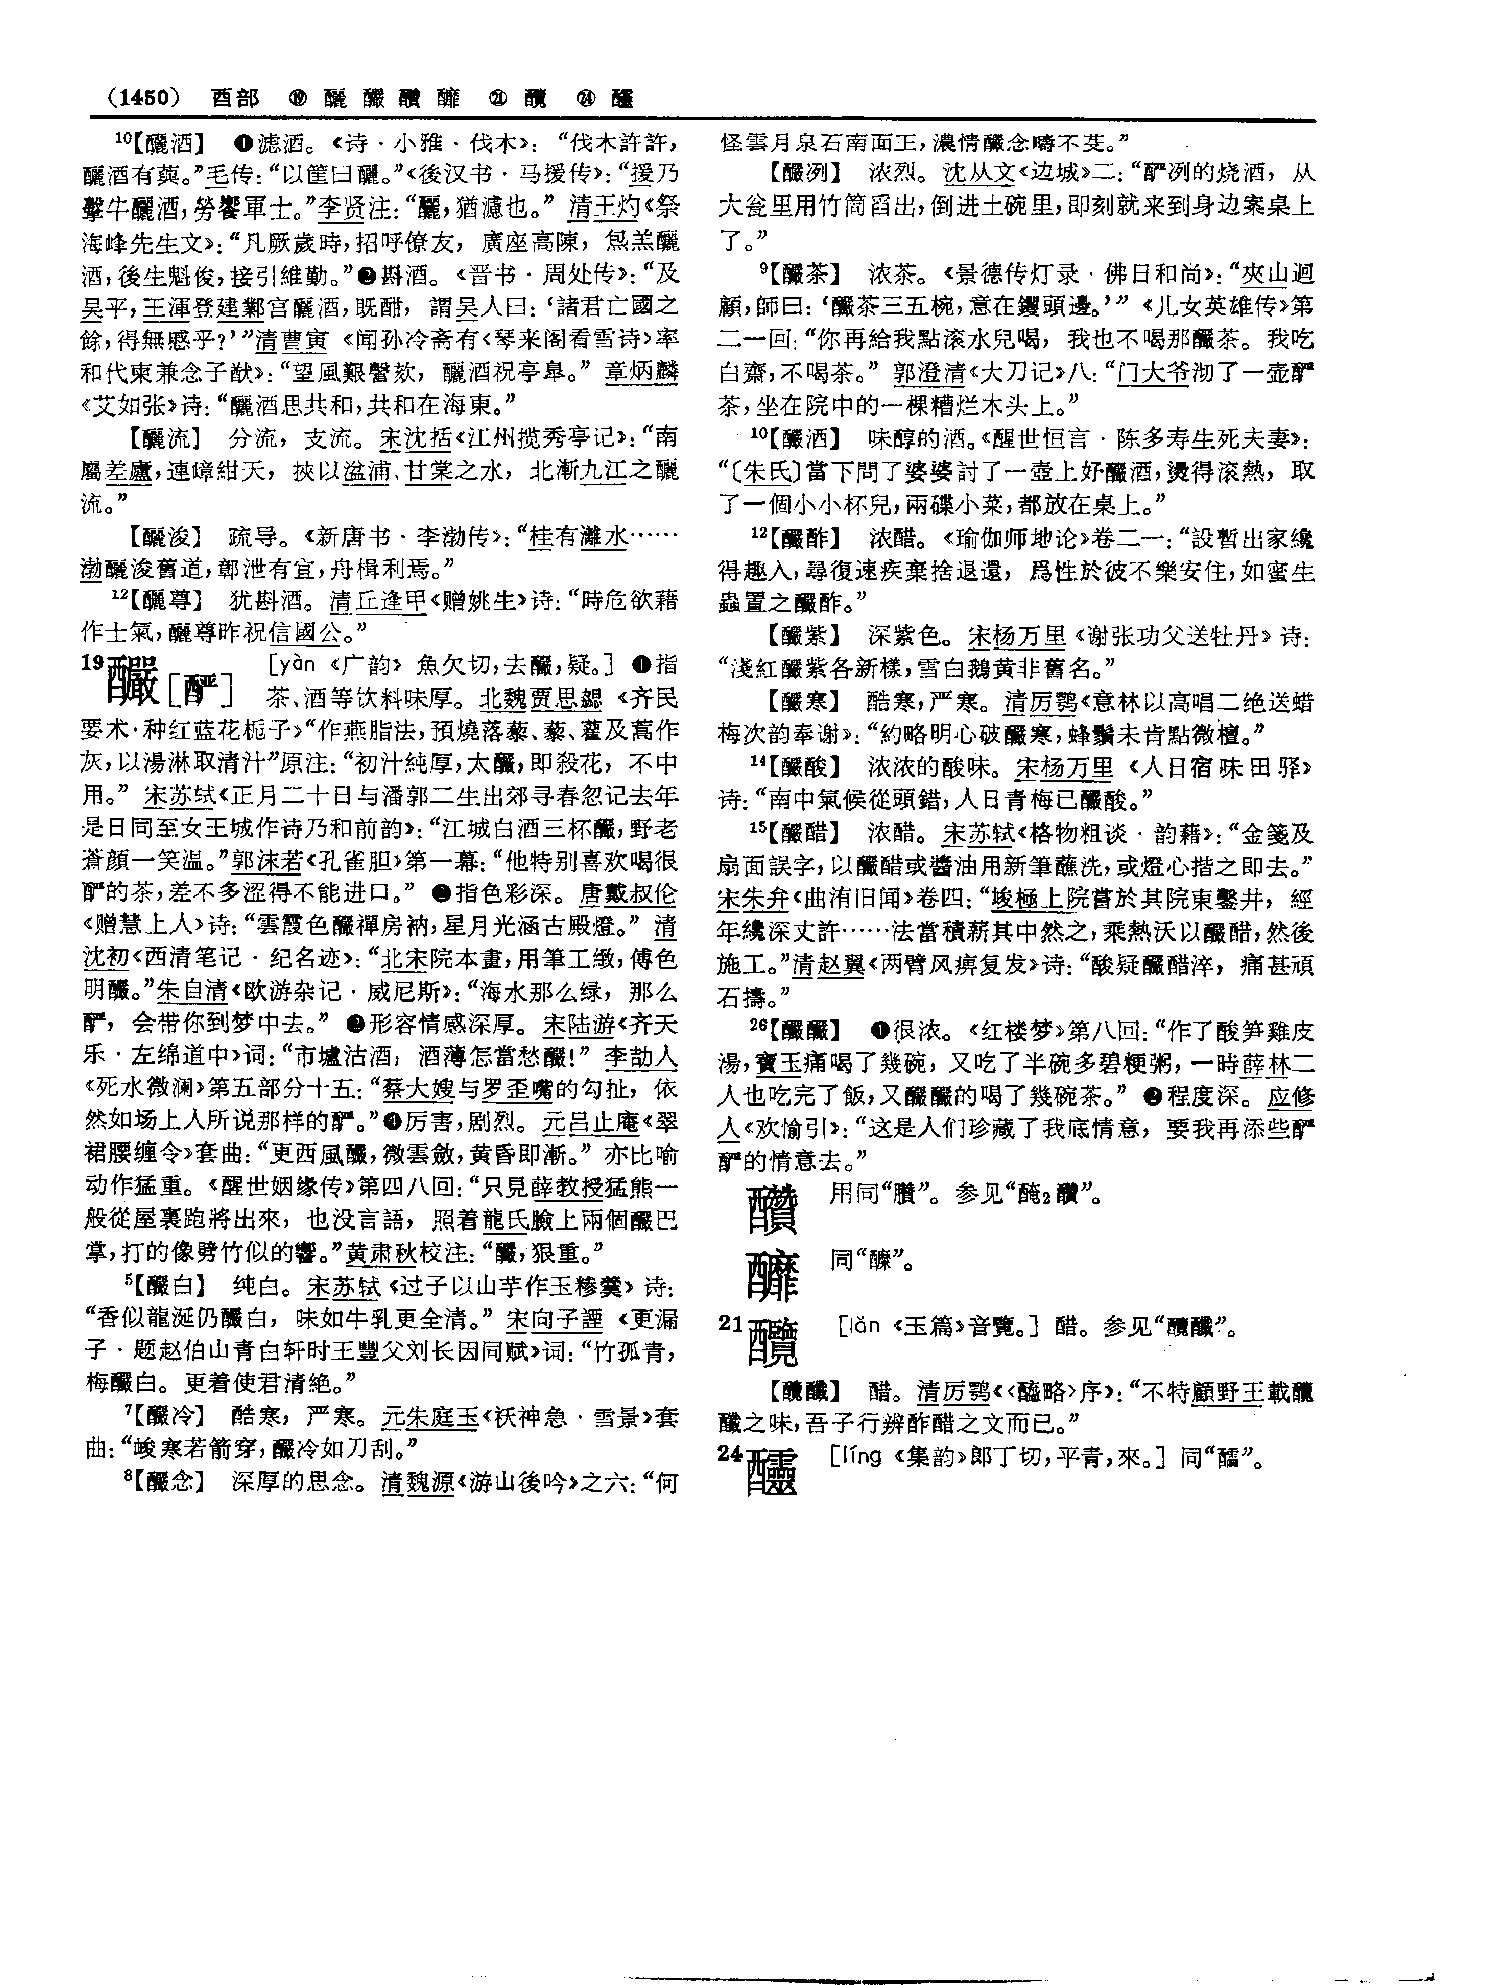 （1450） 酉部 ⑲ 釃 釅 酇 釄 ㉑ 醶 ㉔ 醽
10【釃酒】 ❶滤酒。《诗·小雅·伐木》：“伐木許許，
釃酒有藇。”毛传：“以筐曰釃。”《後汉书·马援传》：“援乃
擊牛釃酒，勞饗軍士。”李贤注：“釃，猶濾也。” 清王灼《祭
海峰先生文》：“凡厥歲時，招呼僚友，廣座高陳，炰羔釃
酒，後生魁俊，接引維勤。”❷斟酒。《晋书·周处传》：“及
吴平，王渾登建鄴宫釃酒，既酣，謂吴人曰：‘諸君亡國之
餘，得無慼乎？’”清曹寅《闻孙冷斋有〈琴来阁看雪诗〉率
和代柬兼念子猷》：“望風艱謦欬，釃酒祝亭皋。” 章炳麟
《艾如张》诗：“釃酒思共和，共和在海東。”
【釃流】 分流，支流。宋沈括《江州揽秀亭记》：“南
屬差廬，連嶂紺天，挾以湓浦、甘棠之水，北漸九江之釃
流。”
【釃浚】 疏导。《新唐书·李渤传》：“桂有灕水……
渤釃浚舊道，鄣泄有宜，舟楫利焉。”
12【釃尊】 犹斟酒。清丘逢甲《赠姚生》诗：“時危欲藉
作士氣，釃尊昨祝信國公。”
19釅［酽］ ［yàn《广韵》魚欠切，去釅，疑。］❶指
茶、酒等饮料味厚。北魏贾思勰《齐民
要术·种红蓝花栀子》“作燕脂法，預燒落藜、藜、藋及蒿作
灰，以湯淋取清汁”原注：“初汁純厚，太釅，即殺花，不中
用。” 宋苏轼《正月二十日与潘郭二生出郊寻春忽记去年
是日同至女王城作诗乃和前韵》：“江城白酒三杯釅，野老
蒼顔一笑温。”郭沫若《孔雀胆》第一幕：“他特别喜欢喝很
酽的茶，差不多涩得不能进口。” ❷指色彩深。唐戴叔伦
《赠慧上人》诗：“雲霞色釅禪房衲，星月光涵古殿燈。” 清
沈初《西清笔记·纪名迹》：“北宋院本畫，用筆工緻，傅色
明釅。”朱自清《欧游杂记·威尼斯》：“海水那么绿，那么
酽，会带你到梦中去。” ❸形容情感深厚。宋陆游《齐天
乐·左绵道中》词：“市壚沽酒，酒薄怎當愁釅！” 李劼人
《死水微澜》第五部分十五：“蔡大嫂与罗歪嘴的勾扯，依
然如场上人所说那样的酽。”❹厉害，剧烈。元吕止庵《翠
裙腰缠令》套曲：“更西風釅，微雲斂，黄昏即漸。” 亦比喻
动作猛重。《醒世姻缘传》第四八回：“只見薛教授猛熊一
般從屋裏跑將出來，也没言語，照着龍氏臉上兩個釅巴
掌，打的像劈竹似的響。”黄肃秋校注：“釅，狠重。”
5【釅白】 纯白。宋苏轼《过子以山芋作玉糁羹》诗：
“香似龍涎仍釅白，味如牛乳更全清。” 宋向子諲《更漏
子·题赵伯山青白轩时王豐父刘长因同赋》词：“竹孤青，
梅釅白。更着使君清絶。”
7【釅冷】 酷寒，严寒。元朱庭玉《祅神急·雪景》套
曲：“峻寒若箭穿，釅冷如刀刮。”
8【釅念】 深厚的思念。清魏源《游山後吟》之六：“何
怪雲月泉石南面王，濃情釅念疇不芟。”
【酽冽】 浓烈。沈从文《边城》二：“酽冽的烧酒，从
大瓮里用竹筒舀出，倒进土碗里，即刻就来到身边案桌上
了。”
9【釅茶】 浓茶。《景德传灯录·佛日和尚》：“夾山迴
顧，師曰：‘釅茶三五椀，意在钁頭邊。’”《儿女英雄传》第
二一回：“你再給我點滚水兒喝，我也不喝那釅茶。我吃
白齋，不喝茶。” 郭澄清《大刀记》八：“门大爷沏了一壶酽
茶，坐在院中的一棵糟烂木头上。”
10【釅酒】 味醇的酒。《醒世恒言·陈多寿生死夫妻》：
“〔朱氏〕當下問了婆婆討了一壺上好釅酒，燙得滚熱，取
了一個小小杯兒，兩碟小菜，都放在桌上。”
12【釅酢】 浓醋。《瑜伽师地论》卷二一：“設暫出家纔
得趣入，尋復速疾棄捨退還，爲性於彼不樂安住，如蜜生
蟲置之釅酢。”
【釅紫】 深紫色。宋杨万里《谢张功父送牡丹》诗：
“淺紅釅紫各新樣，雪白鵝黄非舊名。”
【釅寒】 酷寒，严寒。清厉鹗《意林以高唱二绝送蜡
梅次韵奉谢》：“約略明心破釅寒，蜂鬚未肯點微檀。”
14【釅酸】 浓浓的酸味。宋杨万里《人日宿味田驿》
诗：“南中氣候從頭錯，人日青梅已釅酸。”
15【釅醋】 浓醋。宋苏轼《格物粗谈·韵藉》：“金箋及
扇面誤字，以釅醋或醬油用新筆蘸洗，或燈心揩之即去。”
宋朱弁《曲洧旧闻》卷四：“埈極上院嘗於其院東鑿井，經
年纔深丈許……法當積薪其中然之，乘熱沃以釅醋，然後
施工。”清赵翼《两臂风痹复发》诗：“酸疑釅醋淬，痛甚頑
石擣。”
26【釅釅】 ❶很浓。《红楼梦》第八回：“作了酸笋雞皮
湯，寶玉痛喝了幾碗，又吃了半碗多碧粳粥，一時薛林二
人也吃完了飯，又釅釅的喝了幾碗茶。” ❷程度深。应修
人《欢愉引》：“这是人们珍藏了我底情意，要我再添些酽
酽的情意去。”
用同“臢”。参见“醃2”。
釄 同“醾”。
21 ［lǎn《玉篇》音覽。］醋。参见“”。
【】 醋。清厉鹗《〈醢略〉序》：“不特顧野王載
之味，吾子行辨酢醋之文而已。”
24 ［líng《集韵》郎丁切，平青，來。］同“醽”。